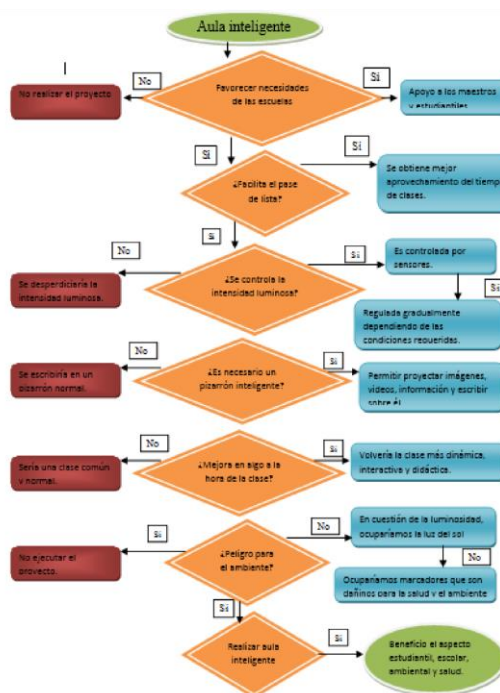 Aula inteligente
No
Sí
No realizar el proyecto
Favorecer necesidades
de las escuelas
Apoyo a los maestros
y estudiantiles
Sí
Sí
¿Facilita el pase
de lista?
Se obtiene mejor
aprovechamiento del tiempo
de clases.
Si
No
Si
Se desperdiciaría la
intensidad luminosa.
¿Se controla la
intensidad luminosa?
Es controlada por
sensores.
Si
Regulada gradualmente
dependiendo de las
condiciones requeridas.
No
Si
Se escribiría en un
pizarrón normal.
¿Es necesario un
pizarrón inteligente?
Permitir proyectar imágenes,
videos, información y escribir
sobre él
No
Si
Sería una clase común
y normal.
¿Mejora en algo a la
hora de la clase?
Volvería la clase más dinámica,
interactiva y didáctica.
Si
No
No ejecutar el
proyecto.
¿Peligro para
el ambiente?
En cuestión de la luminosidad,
ocuparíamos la luz del sol
No
Ocuparíamos marcadores que son
dañinos para la salud y el ambiente
Si
Realizar aula
inteligente
Si
Beneficio el aspecto
estudiantil, escolar,
ambiental y salud.